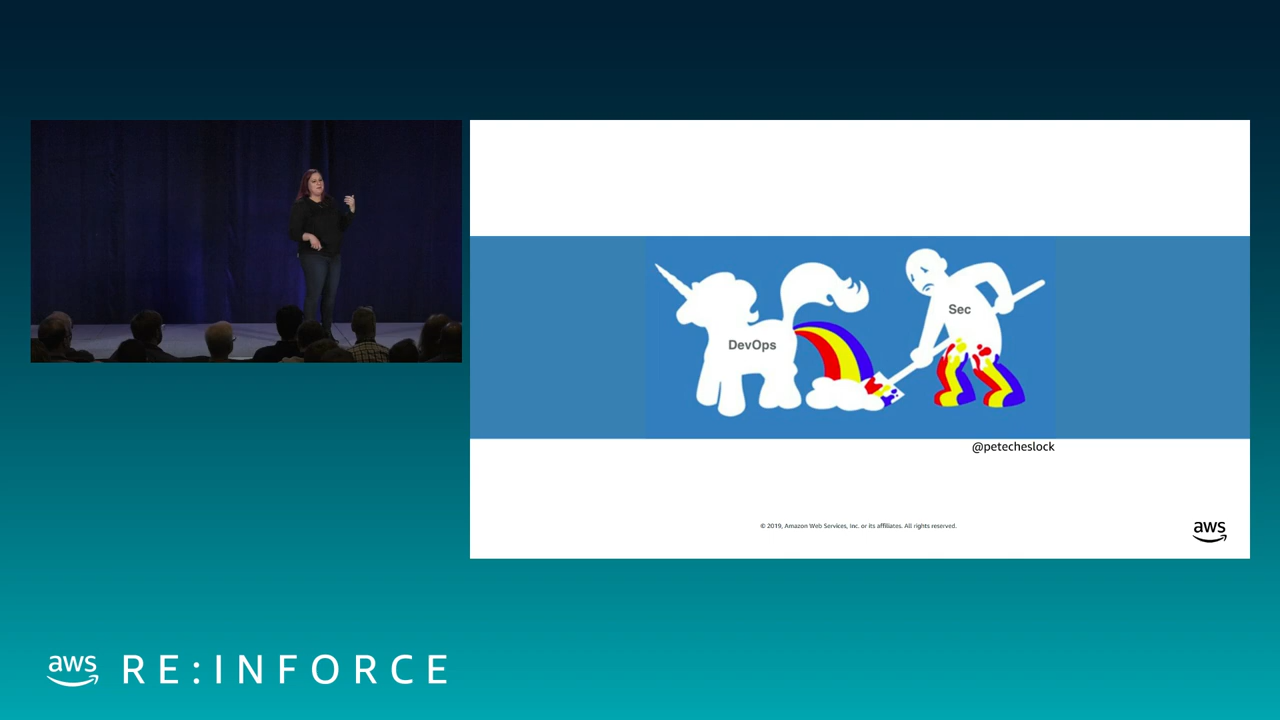 DevOps
Sec
@petecheslock
© 2019, Amazon Web Services, Inc. or its affiliates. All rights reserved.
aws
aws RE:INFORCE